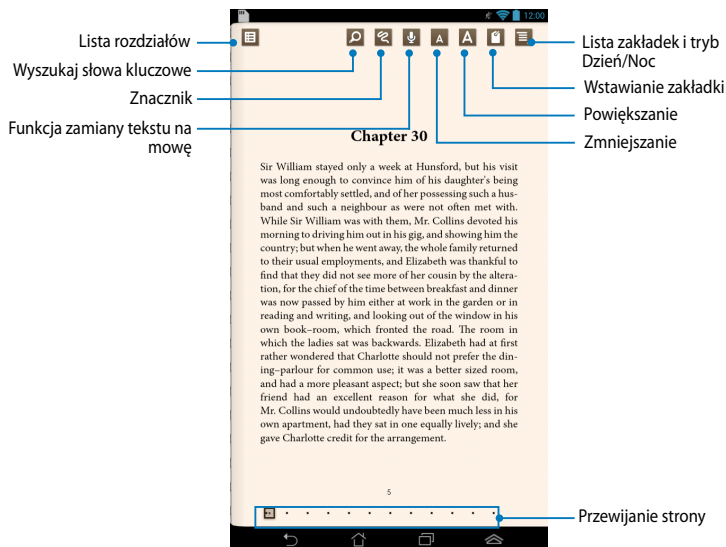 12:00
Lista rozdziałów
Wyszukaj słowa kluczowe
Znacznik
Funkcja zamiany tekstu na
mowę
A
A
Lista zakładek i tryb
Dzień/Noc
Wstawianie zakładki
Powiększanie
Zmniejszanie
Chapter 30
Sir William stayed only a week at Hunsford, but his visit
was long enough to convince him of his daughter's being
most comfortably settled, and of her possessing such a hus-
band and such a neighbour as were not often met with.
While Sir William was with them, Mr. Collins devoted his
morning to driving him out in his gig, and showing him the
country; but when he went away, the whole family returned
to their usual employments, and Elizabeth was thankful to
find that they did not see more of her cousin by the altera-
tion, for the chief of the time between breakfast and dinner
was now passed by him either at work in the garden or in
reading and writing, and looking out of the window in his
own book–room, which fronted the road. The room in
which the ladies sat was backwards. Elizabeth had at first
rather wondered that Charlotte should not prefer the din-
ing–parlour for common use; it was a better sized room,
and had a more pleasant aspect; but she soon saw that her
friend had an excellent reason for what she did, for
Mr. Collins would undoubtedly have been much less in his
own apartment, had they sat in one equally lively; and she
gave Charlotte credit for the arrangement.
5
Przewijanie strony